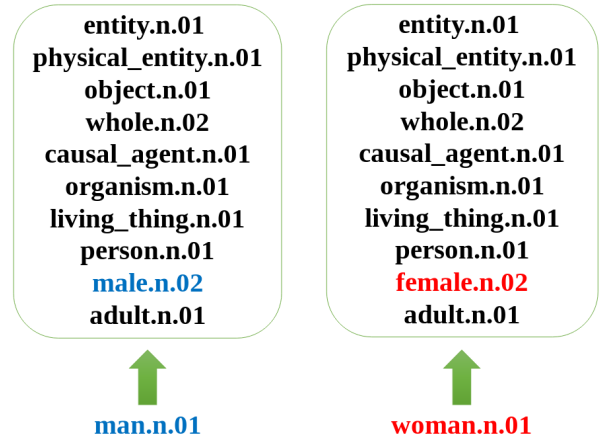 entity.n.01
physical_entity.n.01
object.n.01
whole.n.02
causal_agent.n.01
organism.n.01
living_thing.n.01
person.n.01
male.n.02
adult.n.01
man.n.01
entity.n.01
physical_entity.n.01
object.n.01
whole.n.02
causal_agent.n.01
organism.n.01
living_thing.n.01
person.n.01
female.n.02
adult.n.01
woman.n.01